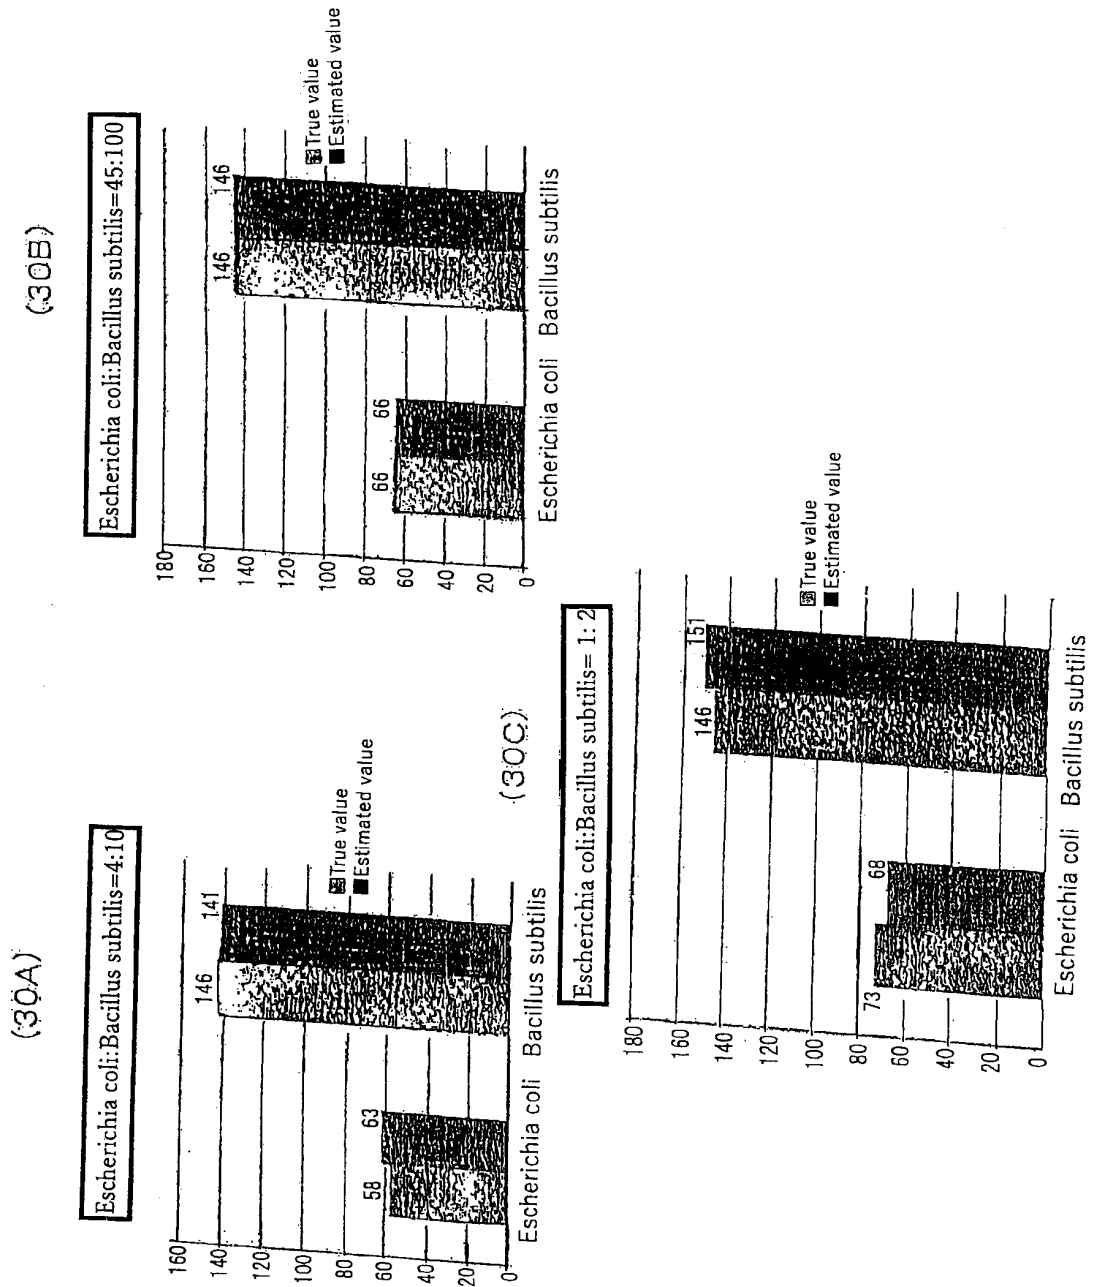 (30A)
Escherichia coli:Bacillus subtilis=4:10
160
140
120
100
80
60
40
20
0
58
63
146
141
True value
Estimated value
Escherichia coli
Bacillus subtilis
(30B)
Escherichia coli:Bacillus subtilis=45:100
180
160
140
120
100
80
60
40
20
0
66
66
146
146
True value
Estimated value
Escherichia coli
Bacillus subtilis
(30C)
Escherichia coli:Bacillus subtilis= 1: 2
180
160
140
120
100
80
60
40
20
0
73
68
146
151
True value
Estimated value
Escherichia coli
Bacillus subtilis